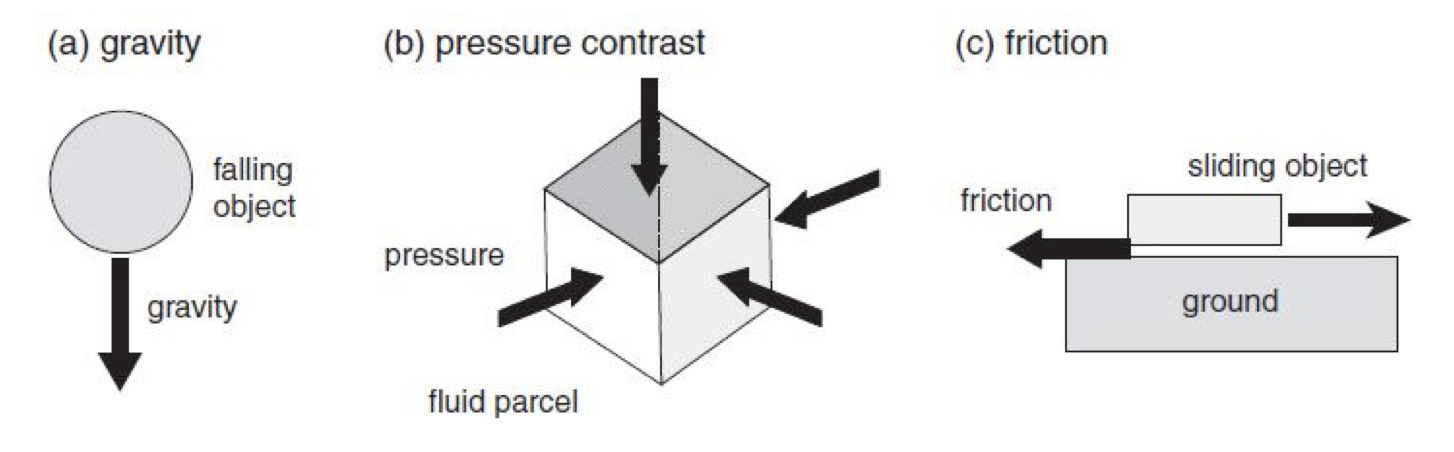 (a) gravity
falling
object
gravity
(b) pressure contrast
pressure
fluid parcel
(c) friction
sliding object
friction
ground